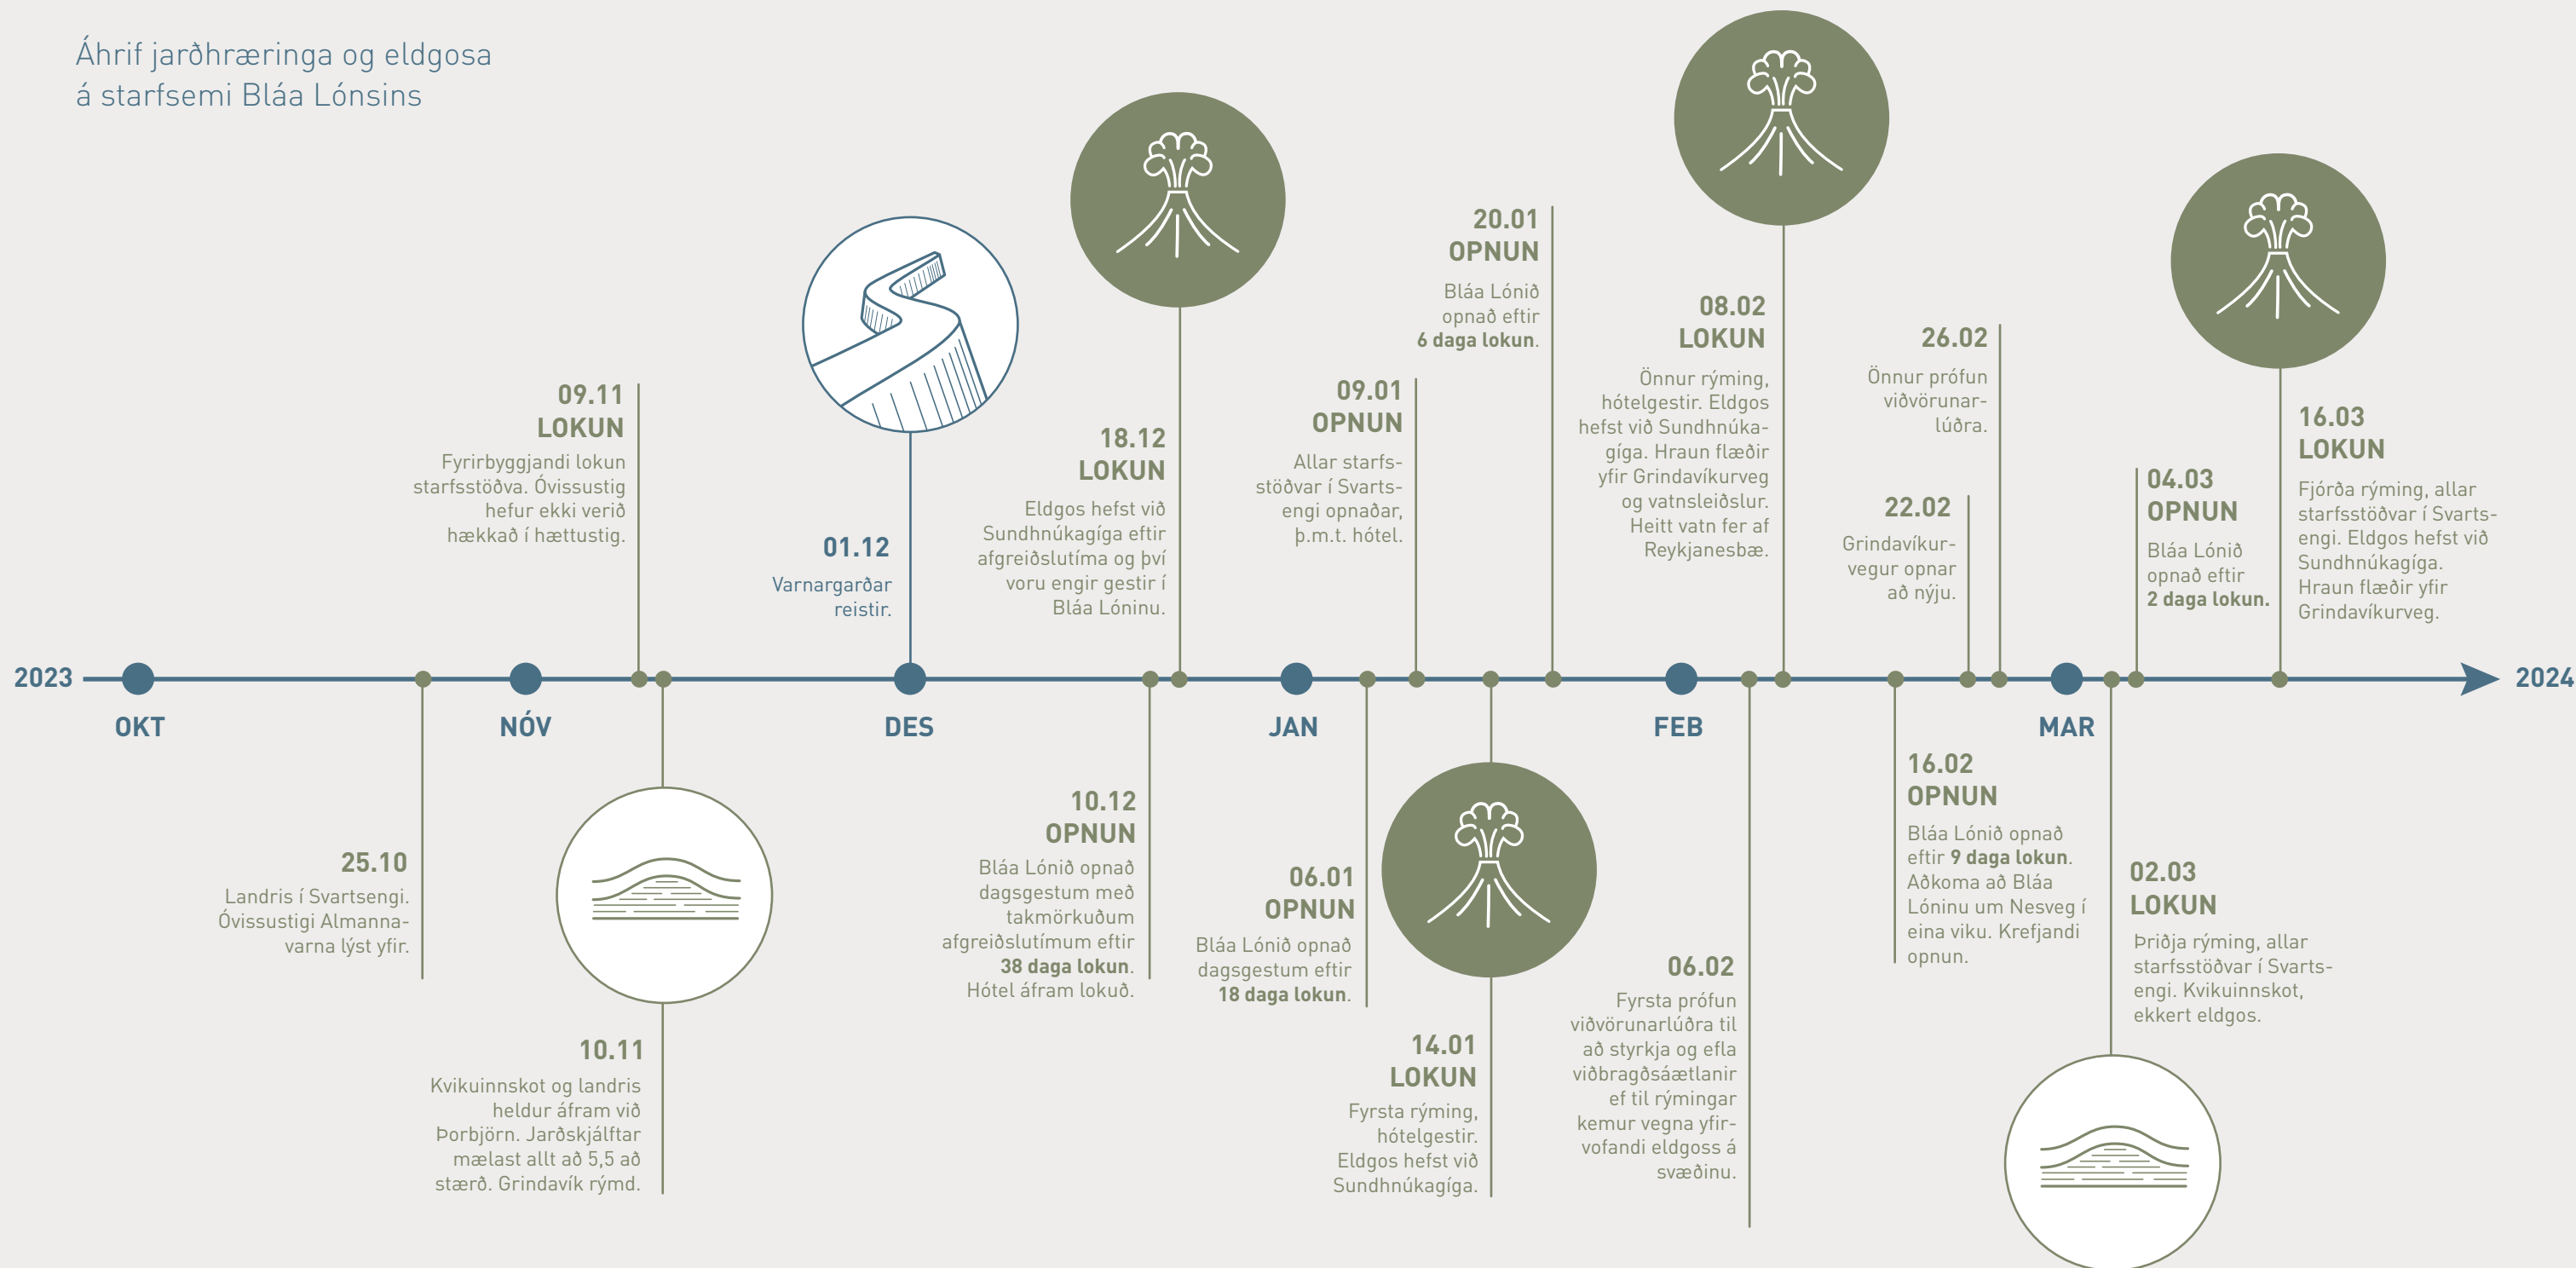 Áhrif jarðhræringa og eldgosa
á starfsemi Bláa Lónsins
2023
OKT
NÓV
DES
JAN
FEB
MAR
2024
25.10
Landris í Svartsengi.
Óvissustigi Almanna-
varna lýst yfir.
09.11
LOKUN
Fyrirbyggjandi lokun
starfsstöðva. Óvissustig
hefur ekki verið
hækkað í hættustig.
10.11
Kvikuinnskot og landris
heldur áfram við
Þorbjörn. Jarðskjálftar
mælast allt að 5,5 að
stærð. Grindavík rýmd.
01.12
Varnargarðar
reistir.
10.12
OPNUN
Bláa Lónið opnað
dagsgestum með
takmörkuðum
afgreiðslutímum eftir
38 daga lokun.
Hótel áfram lokuð.
18.12
LOKUN
Eldgos hefst við
Sundhnúkagíga eftir
afgreiðslutíma og því
voru engir gestir í
Bláa Lóninu.
06.01
OPNUN
Bláa Lónið opnað
dagsgestum eftir
18 daga lokun.
09.01
OPNUN
Allar starfs-
stöðvar í Svarts-
engi opnaðar,
þ.m.t. hótel.
14.01
LOKUN
Fyrsta rýming,
hótelgestir.
Eldgos hefst við
Sundhnúkagíga.
20.01
OPNUN
Bláa Lónið
opnað eftir
6 daga lokun.
06.02
Fyrsta prófun
viðvörunarlúðra til
að styrkja og efla
viðbragðsáætlanir
ef til rýmingar
kemur vegna yfir-
vofandi eldgoss á
svæðinu.
08.02
LOKUN
Önnur rýming,
hótelgestir. Eldgos
hefst við Sundhnúka-
gíga. Hraun flæðir
yfir Grindavíkurveg
og vatnsleiðslur.
Heitt vatn fer af
Reykjanesbæ.
16.02
OPNUN
Bláa Lónið opnað
eftir 9 daga lokun.
Aðkoma að Bláa
Lóninu um Nesveg í
eina viku. Krefjandi
opnun.
22.02
Grindavíkur-
vegur opnar
að nýju.
26.02
Önnur prófun
viðvörunar-
lúðra.
02.03
LOKUN
Þriðja rýming, allar
starfsstöðvar í Svarts-
engi. Kvikuinnskot,
ekkert eldgos.
04.03
OPNUN
Bláa Lónið
opnað eftir
2 daga lokun.
16.03
LOKUN
Fjórða rýming, allar
starfsstöðvar í Svarts-
engi. Eldgos hefst við
Sundhnúkagíga.
Hraun flæðir yfir
Grindavíkurveg.